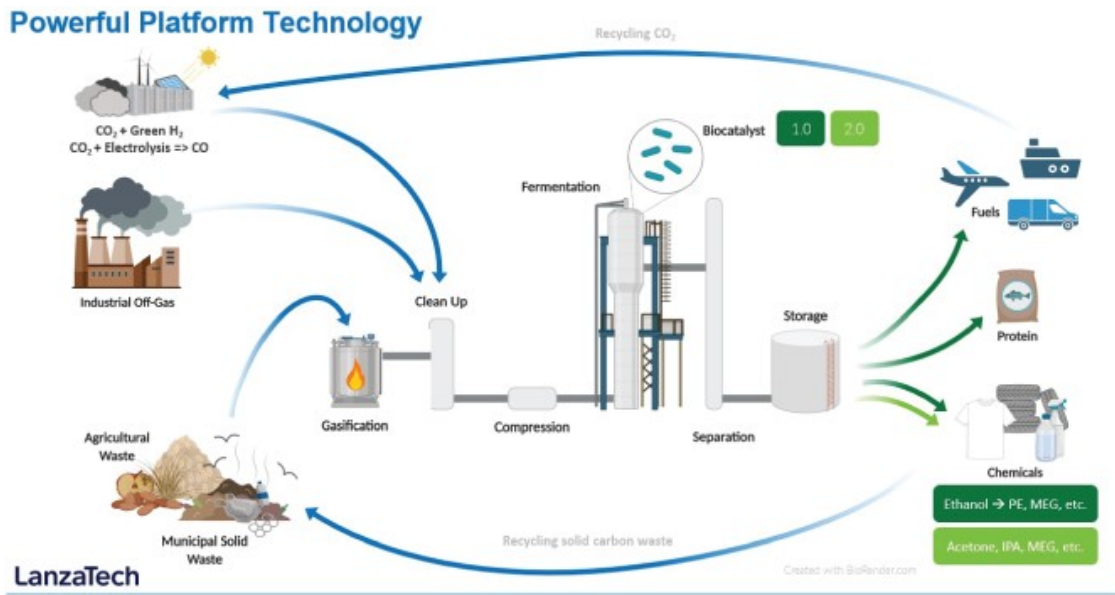 Powerful Platform Technology
Recycling CO₂
CO₂ + Green H₂
CO₂ + Electrolysis => CO
Biocatalyst
1.0
2.0
Fermentation
Fuels
Industrial Off-Gas
Clean Up
Storage
Protein
Gasification
Compression
Separation
Agricultural
Waste
Chemicals
Ethanol → PE, MEG, etc.
Municipal Solid
Waste
Recycling solid carbon waste
Acetone, IPA, MEG, etc.
Created with BioRender.com
LanzaTech